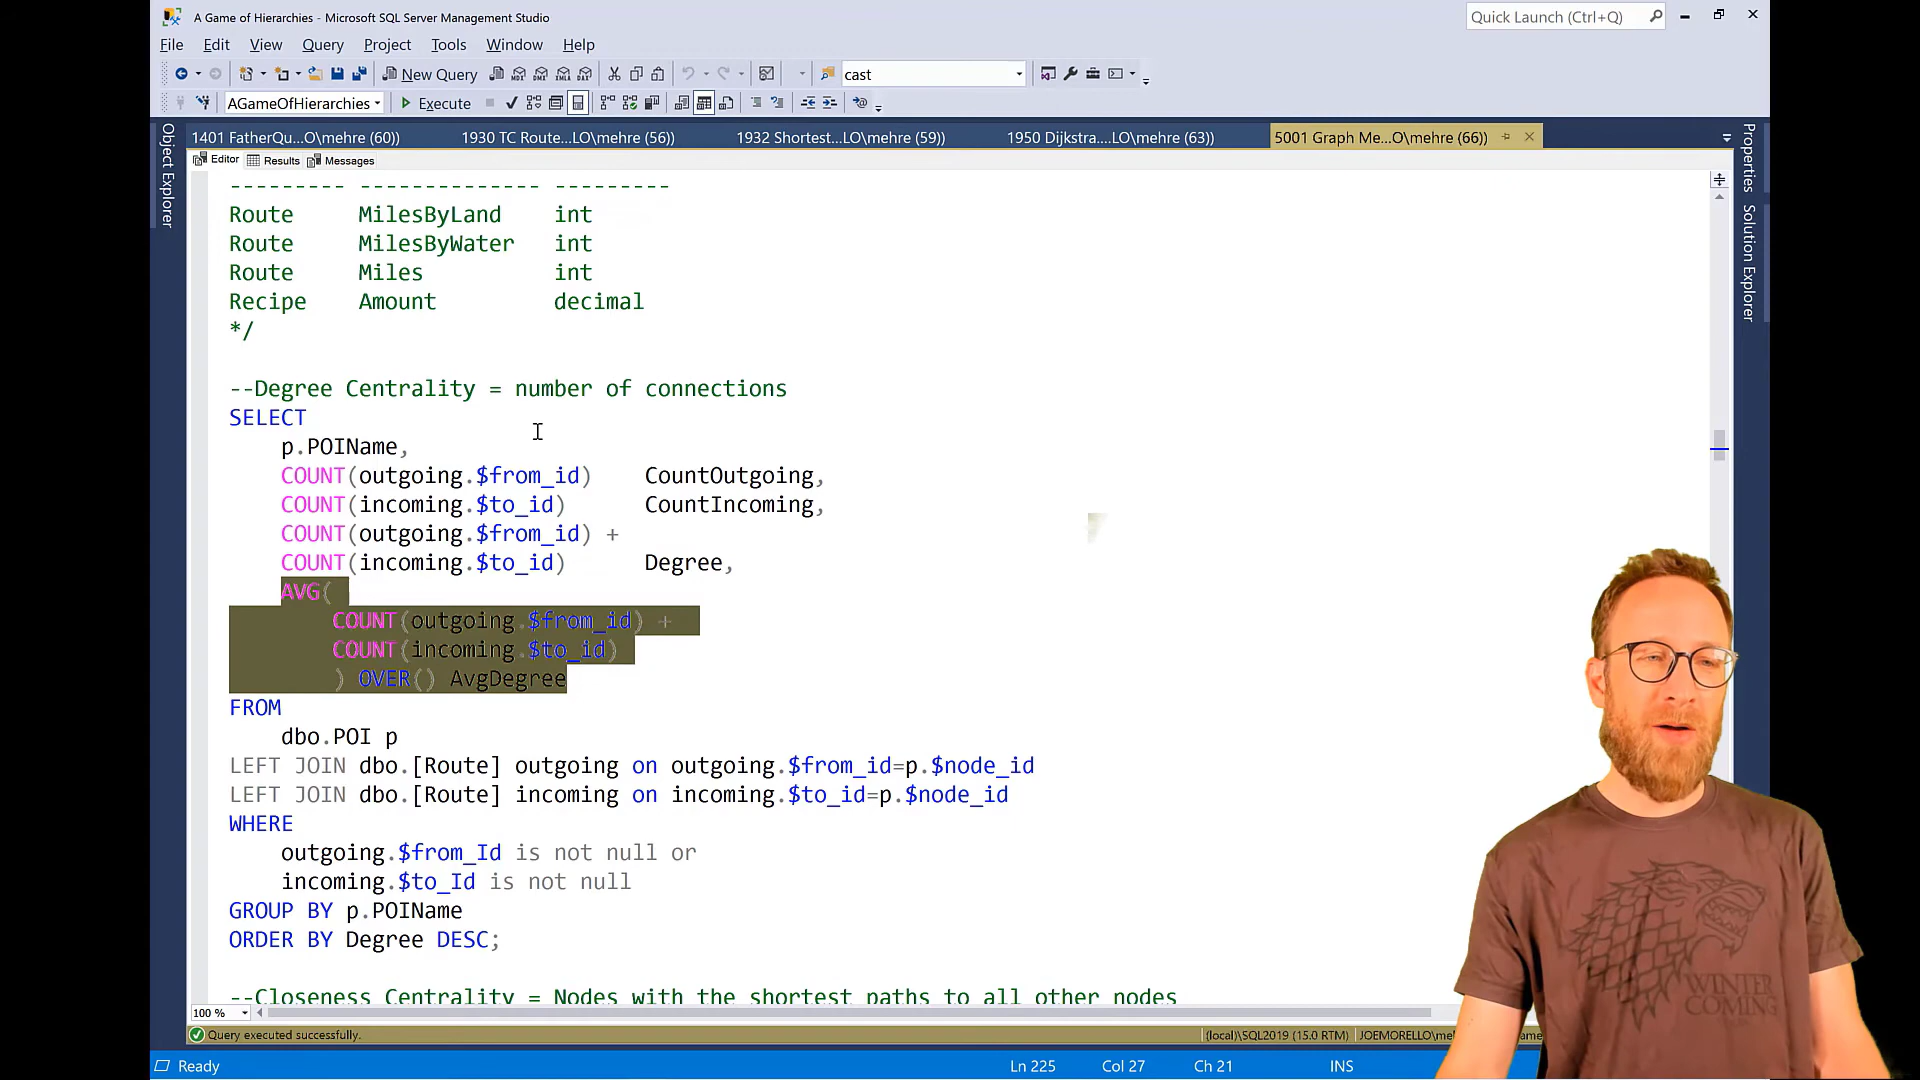 A Game of Hierarchies - Microsoft SQL Server Management Studio
Quick Launch (Ctrl+Q)
File Edit View Query Project Tools Window Help
New Query
cast
AGameOfHierarchies
Execute
1401 FatherQu...O\mehre (60))
1930 TC Route...LO\mehre (56))
1932 Shortest...LO\mehre (59))
1950 Dijkstra....LO\mehre (63))
5001 Graph Me...O\mehre (66))
Object Explorer
Properties
Solution Explorer
Editor Results Messages
--------- -------------- ---------
Route MilesByLand int
Route MilesByWater int
Route Miles int
Recipe Amount decimal
*/
--Degree Centrality = number of connections
SELECT
p.POIName,
COUNT(outgoing.$from_id) CountOutgoing,
COUNT(incoming.$to_id) CountIncoming,
COUNT(outgoing.$from_id) +
COUNT(incoming.$to_id) Degree,
AVG(
COUNT(outgoing.$from_id) +
COUNT(incoming.$to_id)
) OVER() AvgDegree
FROM
dbo.POI p
LEFT JOIN dbo.[Route] outgoing on outgoing.$from_id=p.$node_id
LEFT JOIN dbo.[Route] incoming on incoming.$to_id=p.$node_id
WHERE
outgoing.$from_Id is not null or
incoming.$to_Id is not null
GROUP BY p.POIName
ORDER BY Degree DESC;
--Closeness Centrality = Nodes with the shortest paths to all other nodes
100 %
Query executed successfully.
(local)\SQL2019 (15.0 RTM)
JOEMORELLO\me
Ready
Ln 225
Col 27
Ch 21
INS
WINTER
COMING